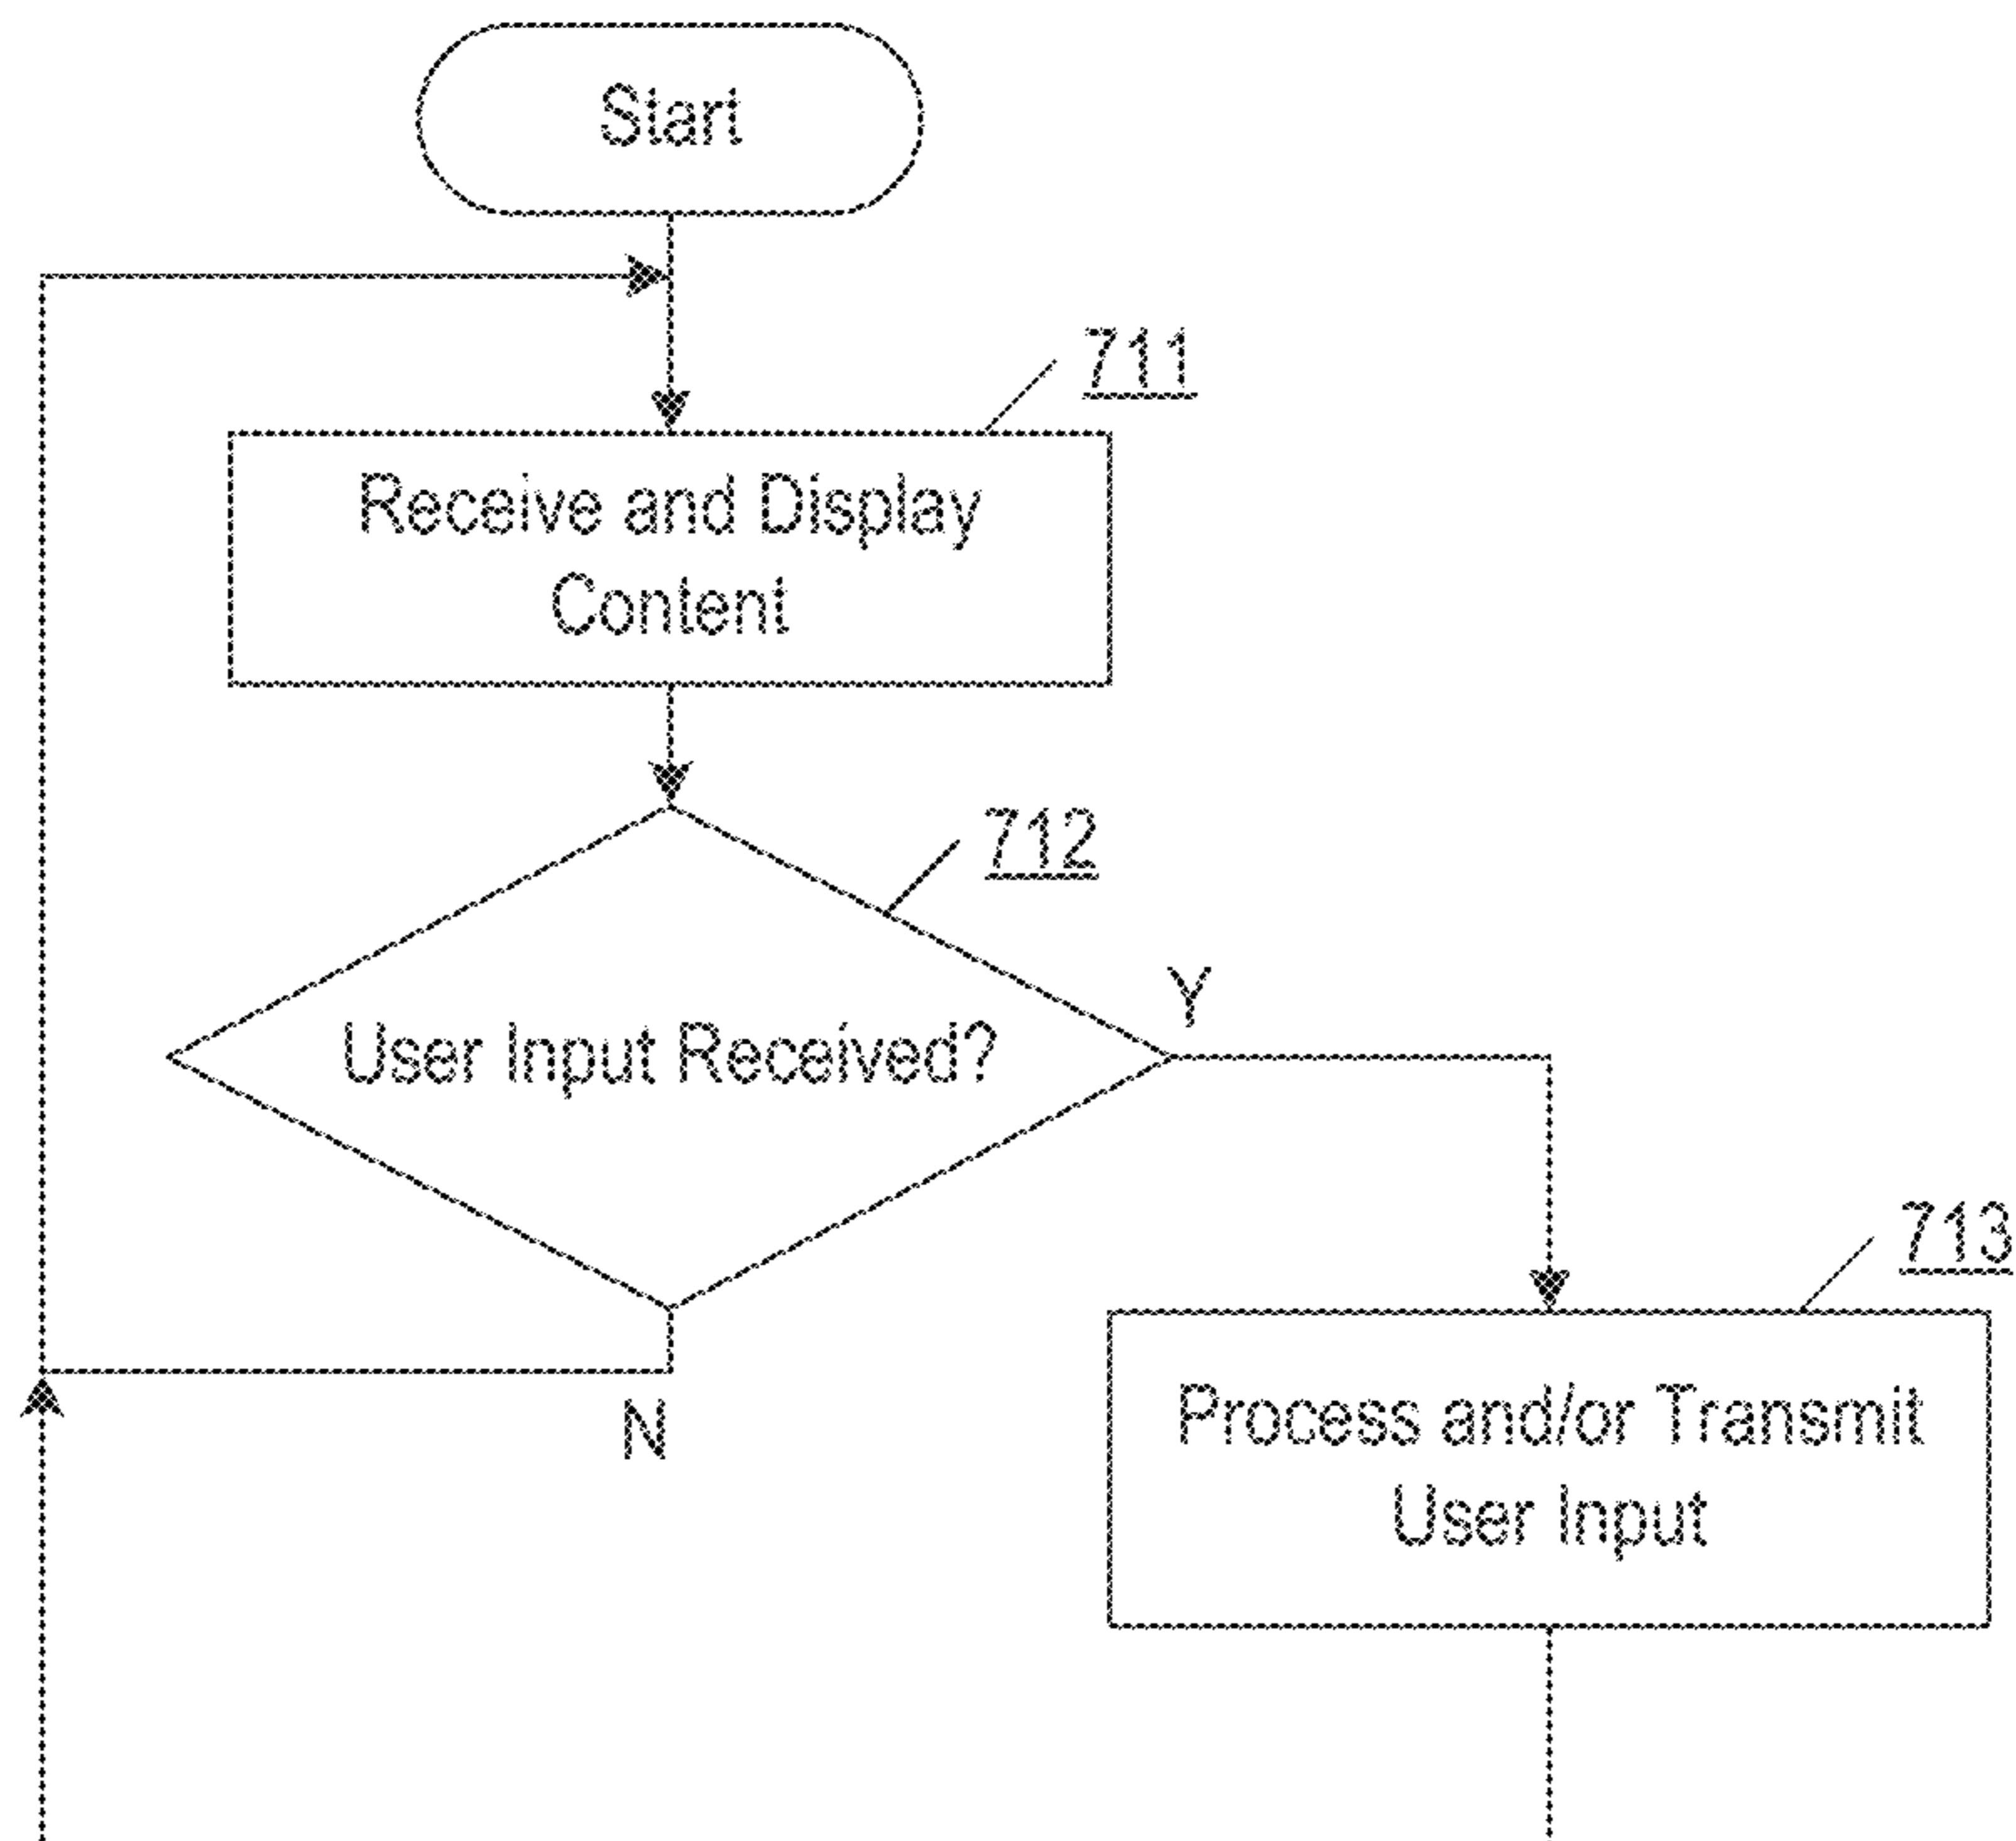 Start
711
Receive and Display
Content
712
Y
User Input Received?
713
N
Process and/or Transmit
User Input